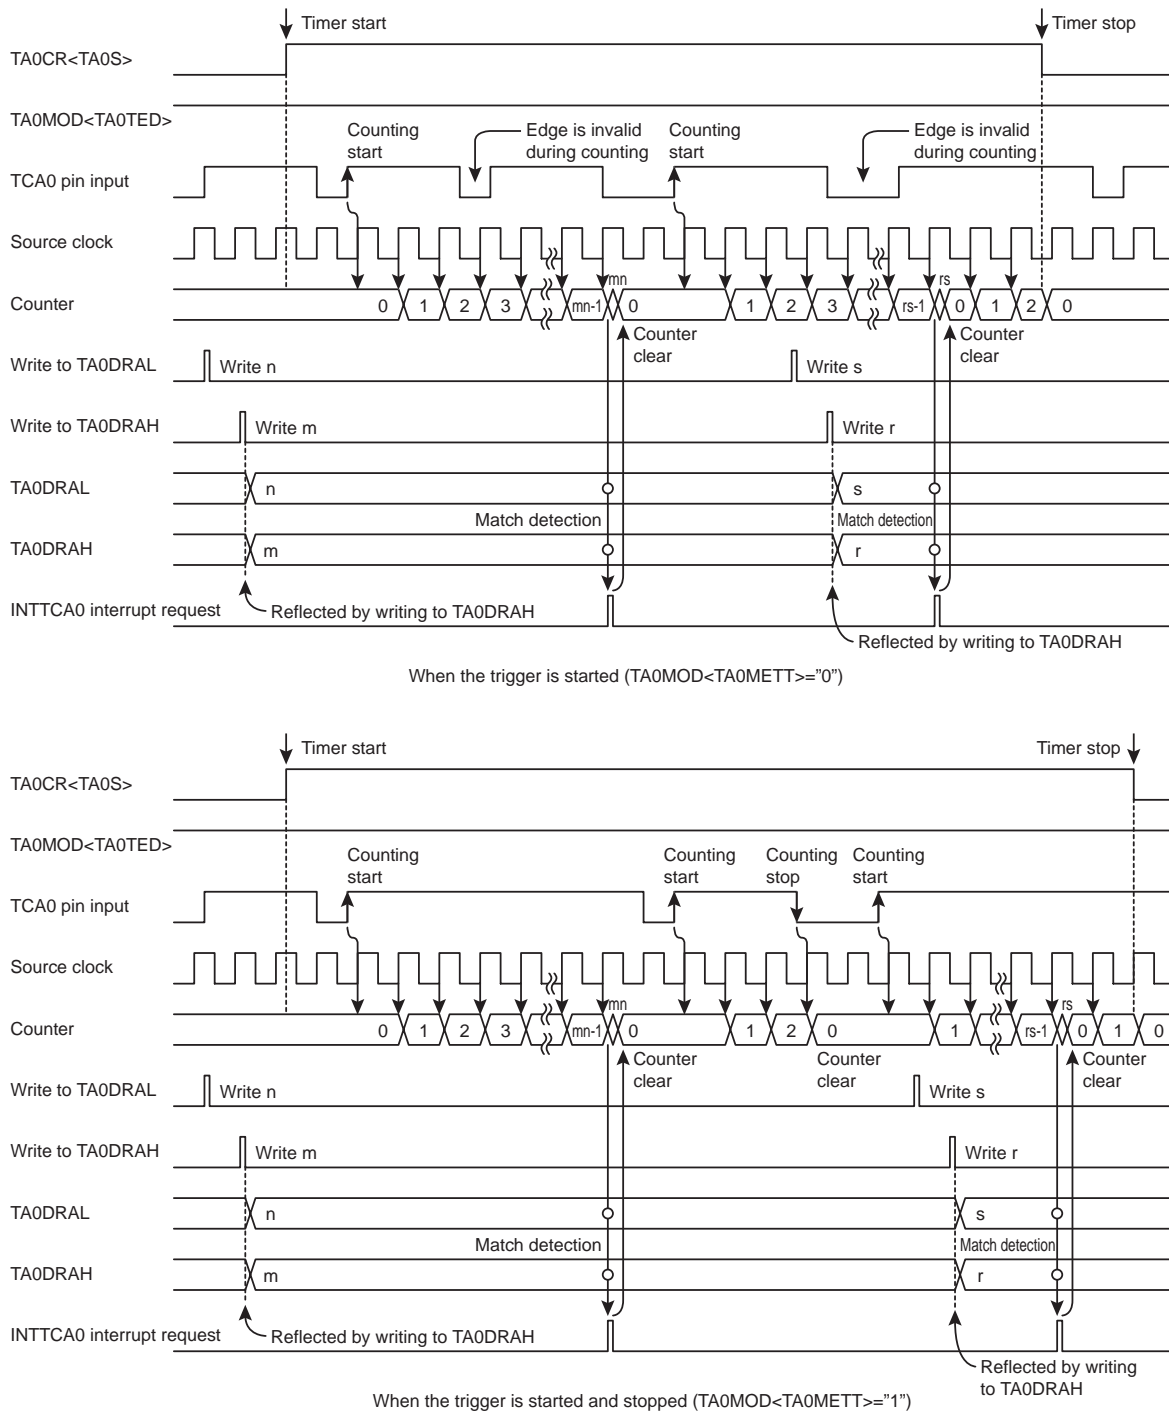 Timer start
Timer stop
TA0CR<TA0S>
TA0MOD<TA0TED>
Counting start
Edge is invalid during counting
Counting start
Edge is invalid during counting
TCA0 pin input
Source clock
mn
rs
Counter
0 1 2 3 mn-1 0 1 2 3 rs-1 0 1 2 0
Counter clear
Counter clear
Write to TA0DRAL
Write n
Write s
Write to TA0DRAH
Write m
Write r
TA0DRAL
n
s
Match detection
Match detection
TA0DRAH
m
r
INTTCA0 interrupt request
Reflected by writing to TA0DRAH
Reflected by writing to TA0DRAH
When the trigger is started (TA0MOD<TA0METT>=”0”)
Timer start
Timer stop
TA0CR<TA0S>
TA0MOD<TA0TED>
Counting start
Counting start
Counting stop
Counting start
TCA0 pin input
Source clock
mn
rs
Counter
0 1 2 3 mn-1 0 1 2 0 1 rs-1 0 1 0
Counter clear
Counter clear
Counter clear
Write to TA0DRAL
Write n
Write s
Write to TA0DRAH
Write m
Write r
TA0DRAL
n
s
Match detection
Match detection
TA0DRAH
m
r
INTTCA0 interrupt request
Reflected by writing to TA0DRAH
Reflected by writing
to TA0DRAH
When the trigger is started and stopped (TA0MOD<TA0METT>=”1”)